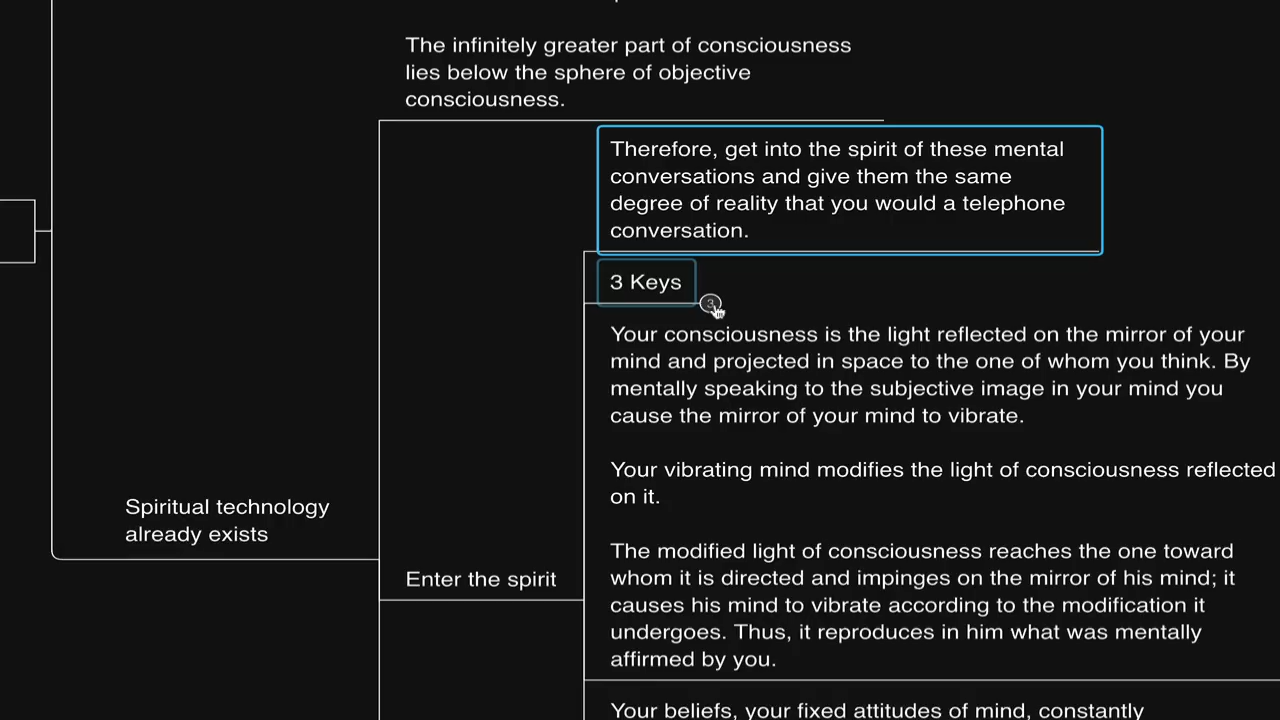 The infinitely greater part of consciousness
lies below the sphere of objective
consciousness.
Therefore, get into the spirit of these mental
conversations and give them the same
degree of reality that you would a telephone
conversation.
3 Keys
3
Your consciousness is the light reflected on the mirror of your
mind and projected in space to the one of whom you think. By
mentally speaking to the subjective image in your mind you
cause the mirror of your mind to vibrate.
Your vibrating mind modifies the light of consciousness reflected
on it.
The modified light of consciousness reaches the one toward
whom it is directed and impinges on the mirror of his mind; it
causes his mind to vibrate according to the modification it
undergoes. Thus, it reproduces in him what was mentally
affirmed by you.
Spiritual technology
already exists
Enter the spirit
Your beliefs, your fixed attitudes of mind, constantly